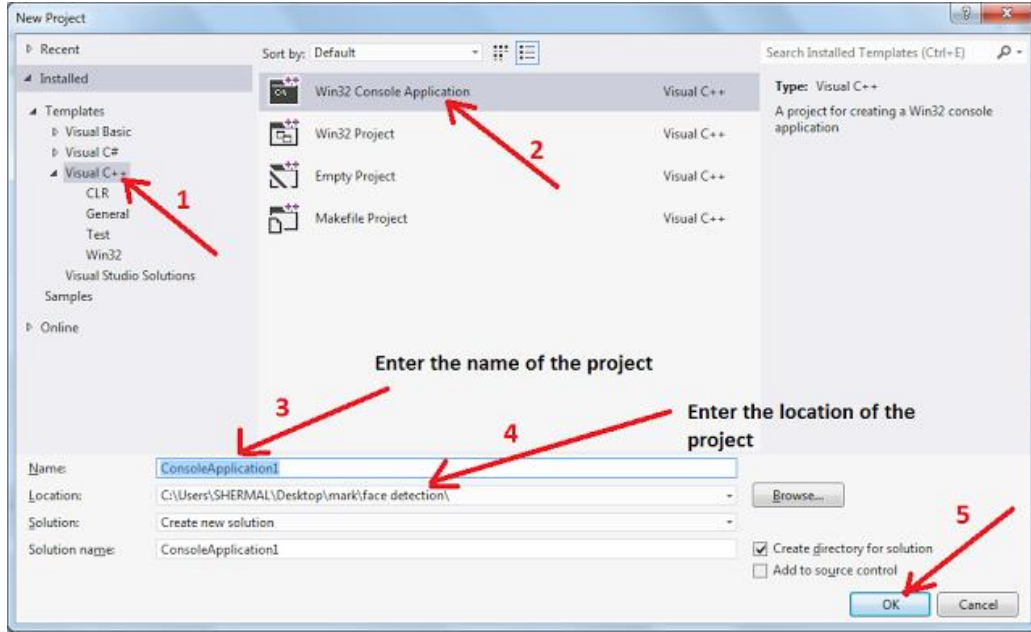 New Project
Recent
Installed
Templates
Visual Basic
Visual C#
Visual C++
CLR
General
Test
Win32
Visual Studio Solutions
Samples
Online
1
Sort by: Default
Win32 Console Application Visual C++
2
Win32 Project Visual C++
Empty Project Visual C++
Makefile Project Visual C++
Search Installed Templates (Ctrl+E)
Type: Visual C++
A project for creating a Win32 console
application
Enter the name of the project
3
Enter the location of the
project
4
Name: ConsoleApplication1
Location: C:\Users\SHERMAL\Desktop\mark\face detection\ Browse...
Solution: Create new solution
Solution name: ConsoleApplication1
5
Create directory for solution
Add to source control
OK Cancel